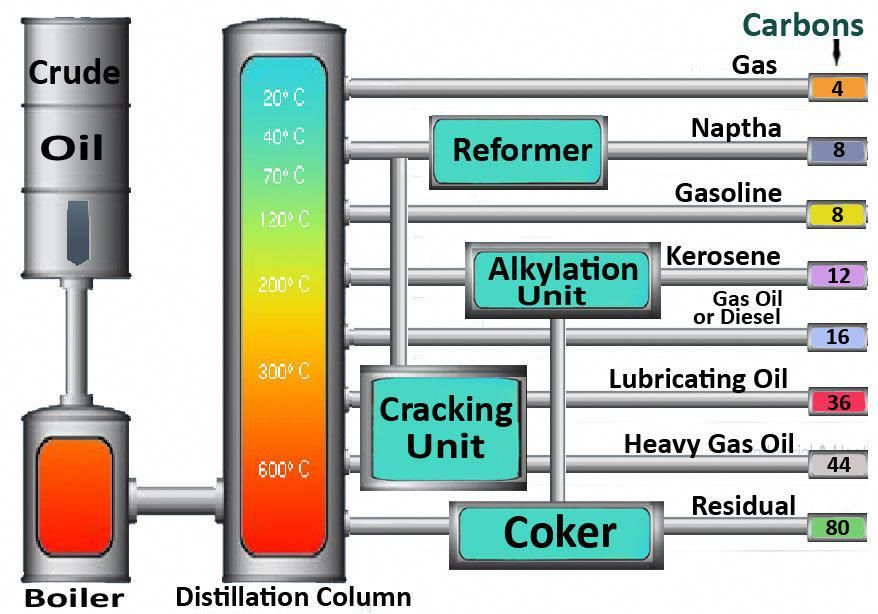 Carbons
Crude
Oil
Boiler
20° C
40° C
70° C
120° C
200° C
300° C
600° C
Distillation Column
Gas
4
Reformer
Naptha
8
Gasoline
8
Alkylation
Unit
Kerosene
12
Gas Oil
or Diesel
16
Cracking
Unit
Lubricating Oil
36
Heavy Gas Oil
44
Coker
Residual
80